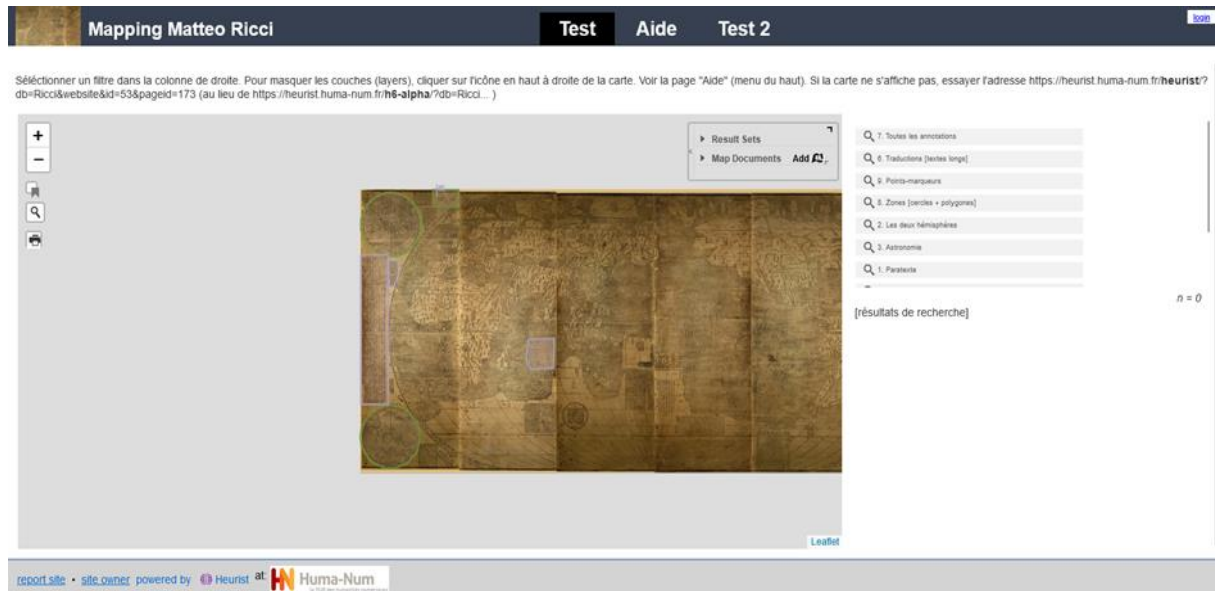 Mapping Matteo Ricci
Test
Aide
Test 2
login
Séléctionner un filtre dans la colonne de droite. Pour masquer les couches (layers), cliquer sur l'icône en haut à droite de la carte. Voir la page "Aide" (menu du haut). Si la carte ne s'affiche pas, essayer l'adresse https://heurist.huma-num.fr/heurist/?
db=Ricci&website&id=53&pageid=173 (au lieu de https://heurist.huma-num.fr/h6-alpha/?db=Ricci... )
+
−
Result Sets
Map Documents Add
7. Toutes les annotations
6. Traductions [textes longs]
9. Points-marqueurs
8. Zones [cercles + polygones]
2. Les deux hémisphères
3. Astronomie
1. Paratexte
n = 0
[résultats de recherche]
Leaflet
report site • site owner powered by Heurist at: Huma-Num